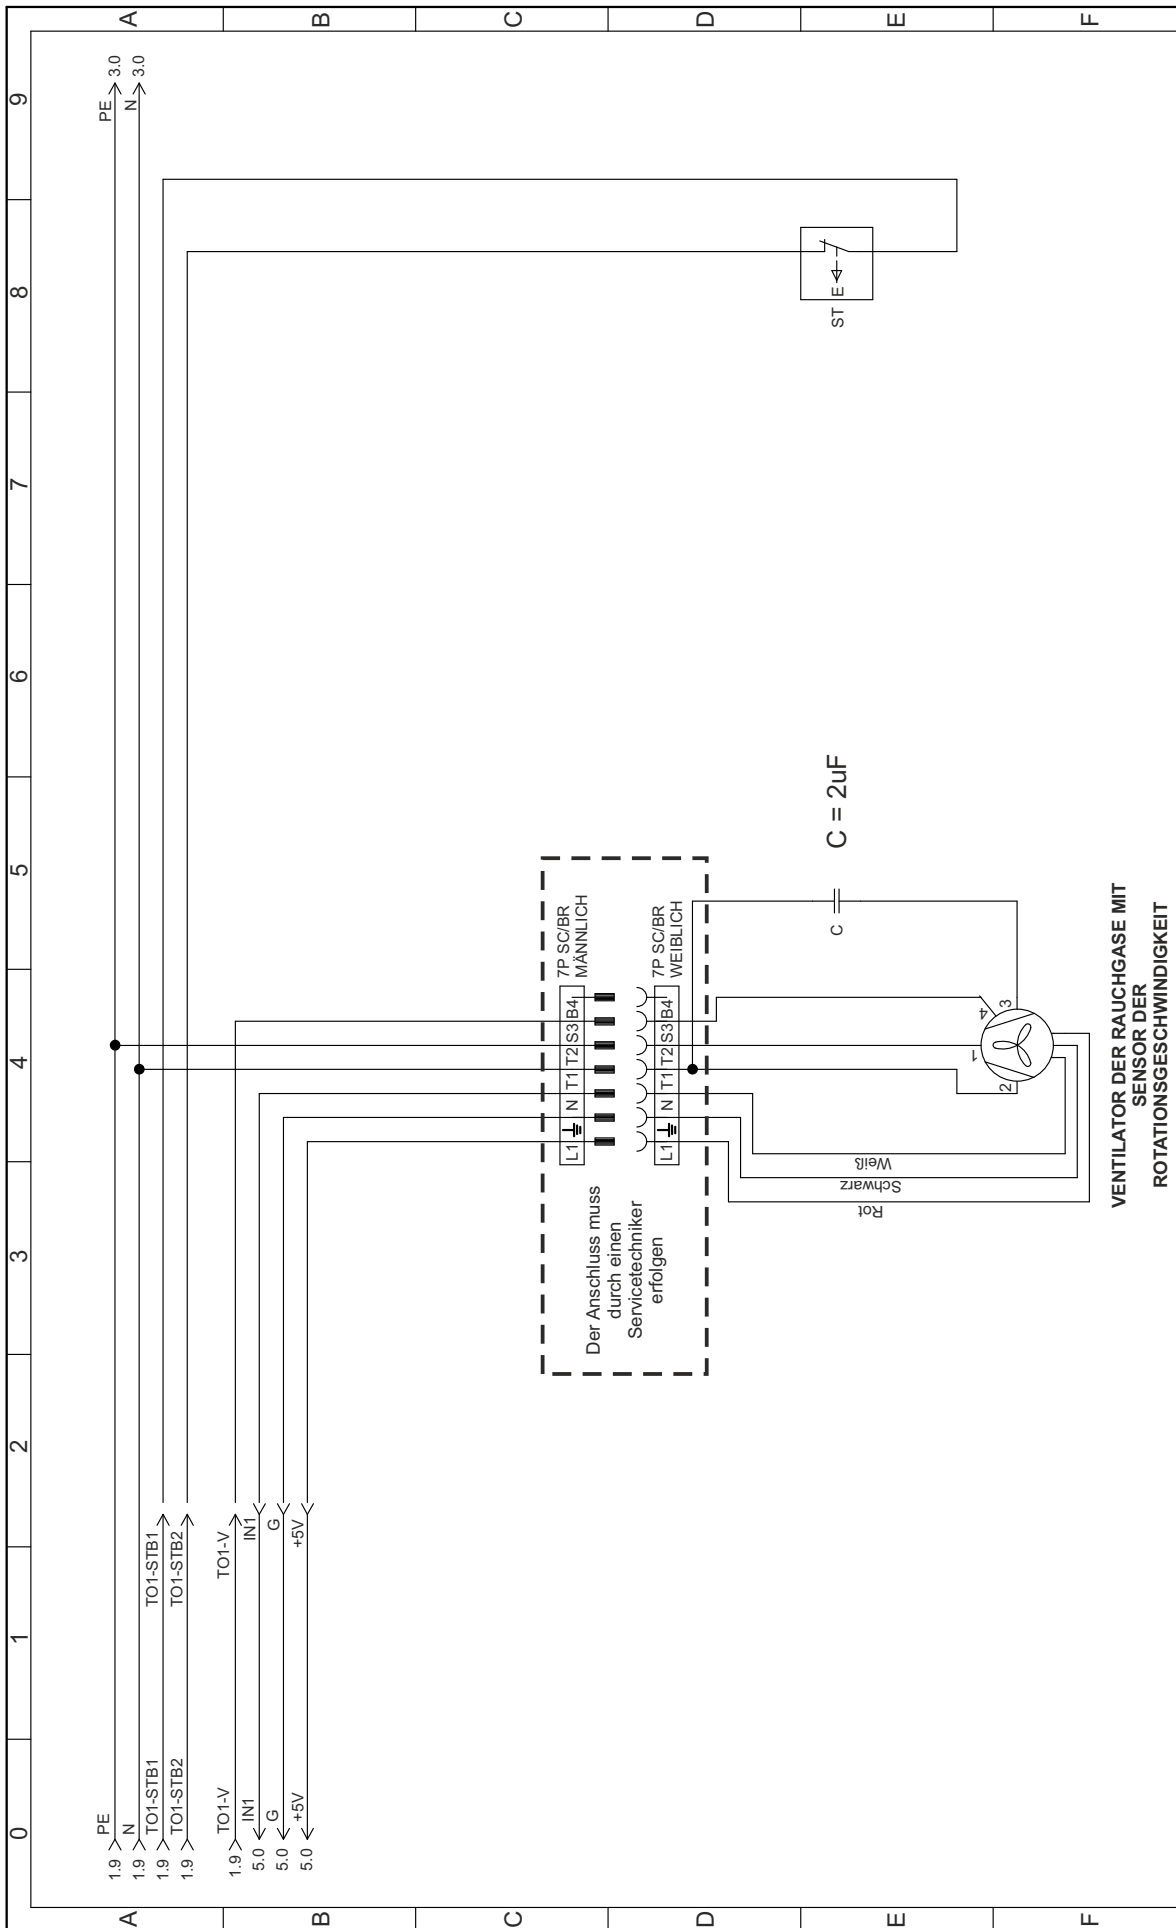 0 1 2 3 4 5 6 7 8 9
A
B
C
D
E
F
A
B
C
D
E
F
1.9 PE
PE 3.0
1.9 N
N 3.0
1.9 TO1-STB1
TO1-STB1
1.9 TO1-STB2
TO1-STB2
1.9 TO1-V
TO1-V
5.0 IN1
IN1
5.0 G
G
5.0 +5V
+5V
L1 N T1 T2 S3 B4
7P SC/BR
MÄNNLICH
Der Anschluss muss
durch einen
Servicetechniker
erfolgen
L1 N T1 T2 S3 B4
7P SC/BR
WEIBLICH
Rot
Schwarz
Weiß
C
C = 2uF
ST E
2
1
4
3
VENTILATOR DER RAUCHGASE MIT
SENSOR DER
ROTATIONSGESCHWINDIGKEIT